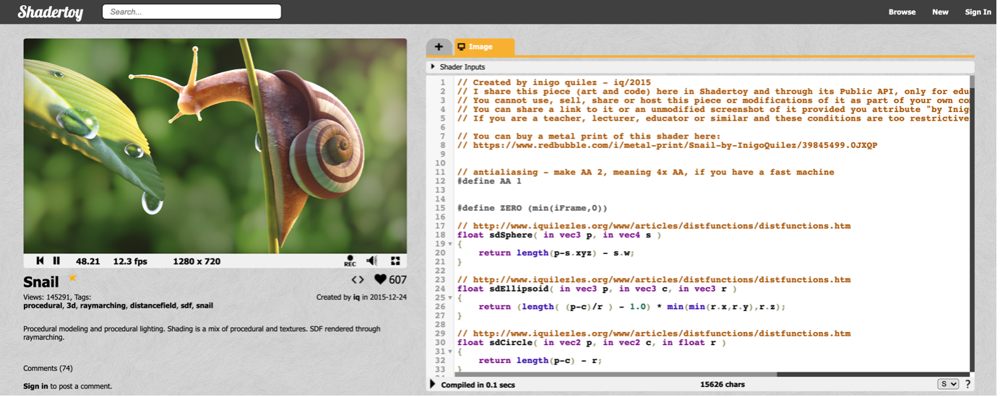 Shadertoy
Search...
Browse New Sign In
48.21 12.3 fps 1280 x 720 REC
Snail
<> 607
Views: 145291, Tags:
procedural, 3d, raymarching, distancefield, sdf, snail
Created by iq in 2015-12-24
Procedural modeling and procedural lighting. Shading is a mix of procedural and textures. SDF rendered through
raymarching.
Comments (74)
Sign in to post a comment.
+ Image
Shader Inputs
1 // Created by inigo quilez - iq/2015
2 // I share this piece (art and code) here in Shadertoy and through its Public API, only for edu
3 // You cannot use, sell, share or host this piece or modifications of it as part of your own co
4 // You can share a link to it or an unmodified screenshot of it provided you attribute "by Inig
5 // If you are a teacher, lecturer, educator or similar and these conditions are too restrictive
6
7 // You can buy a metal print of this shader here:
8 // https://www.redbubble.com/i/metal-print/Snail-by-InigoQuilez/39845499.0JXQP
9
10
11 // antialiasing - make AA 2, meaning 4x AA, if you have a fast machine
12 #define AA 1
13
14
15 #define ZERO (min(iFrame,0))
16
17 // http://www.iquilezles.org/www/articles/distfunctions/distfunctions.htm
18 float sdSphere( in vec3 p, in vec4 s )
19 {
20 return length(p-s.xyz) - s.w;
21 }
22
23 // http://www.iquilezles.org/www/articles/distfunctions/distfunctions.htm
24 float sdEllipsoid( in vec3 p, in vec3 c, in vec3 r )
25 {
26 return (length( (p-c)/r ) - 1.0) * min(min(r.x,r.y),r.z);
27 }
28
29 // http://www.iquilezles.org/www/articles/distfunctions/distfunctions.htm
30 float sdCircle( in vec2 p, in vec2 c, in float r )
31 {
32 return length(p-c) - r;
33 }
Compiled in 0.1 secs 15626 chars S ?